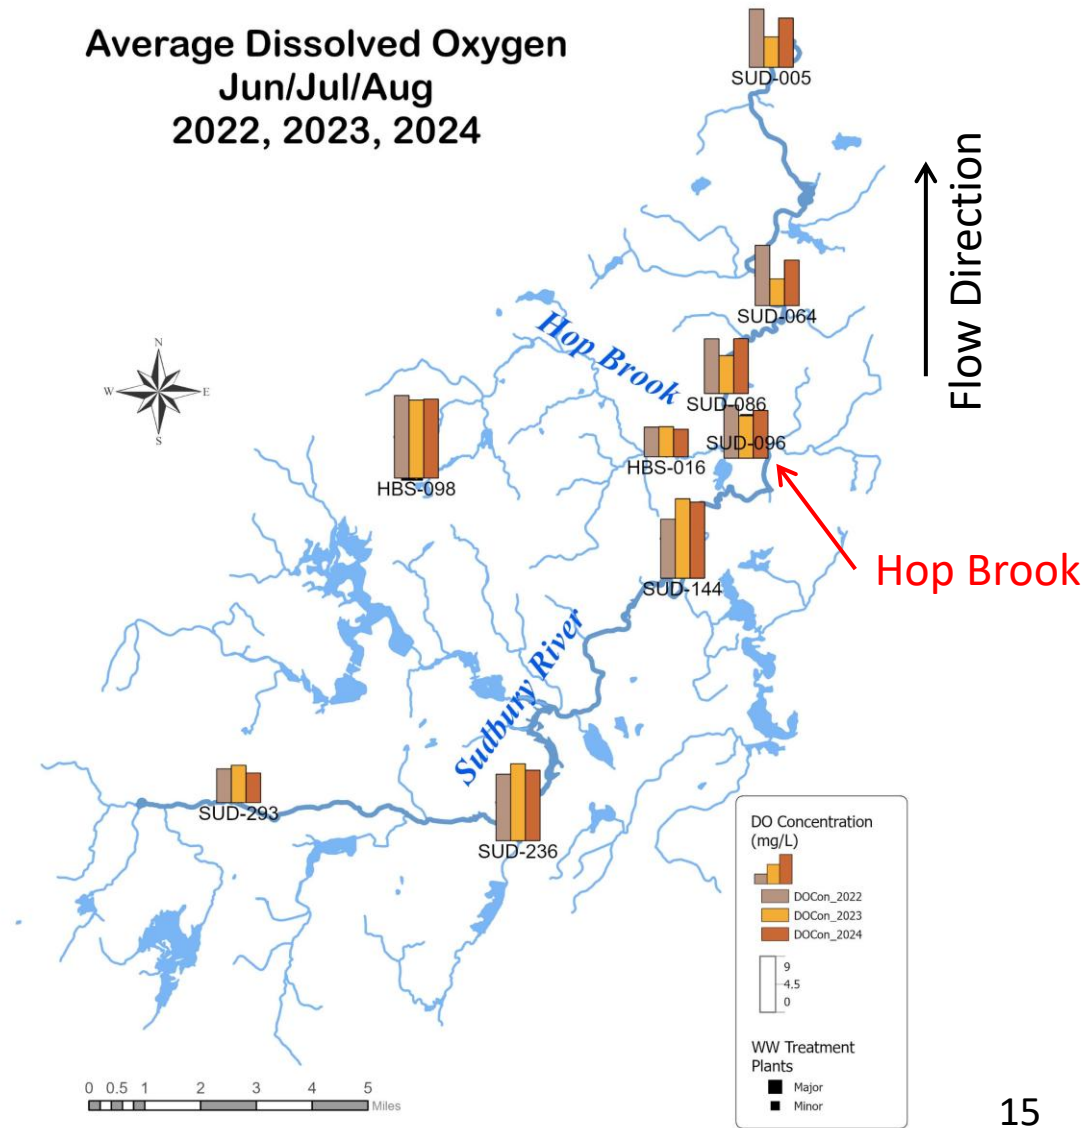 Average Dissolved Oxygen
Jun/Jul/Aug
2022, 2023, 2024
SUD-005
Flow Direction
SUD-064
Hop Brook
SUD-086
SUD-096
HBS-016
HBS-098
Hop Brook
SUD-144
Sudbury River
SUD-293
SUD-236
N
W
E
S
DO Concentration
(mg/L)
DOCon_2022
DOCon_2023
DOCon_2024
9
4.5
0
WW Treatment
Plants
Major
Minor
0 0.5 1 2 3 4 5
Miles
15